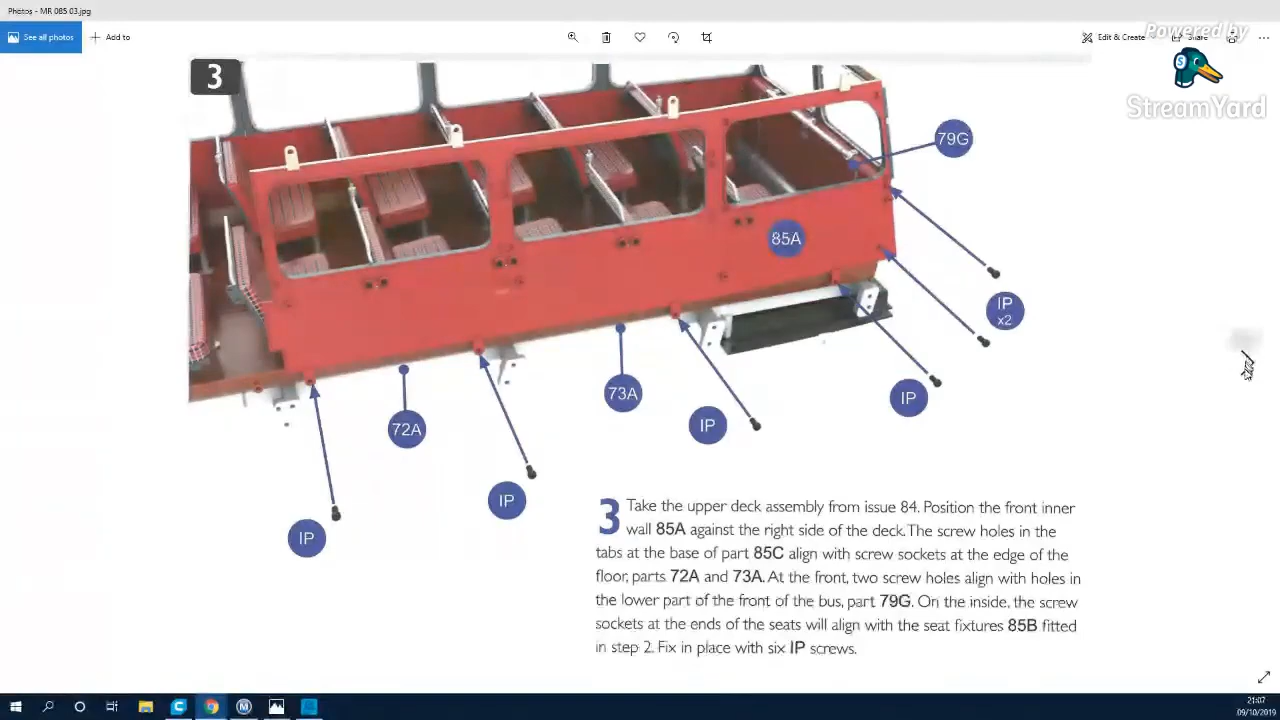 Photos - MR 085 03.jpg
See all photos
Add to
Edit & Create
Share
Powered by
StreamYard
3
79G
85A
IP
x2
73A
IP
72A
IP
IP
IP
3 Take the upper deck assembly from issue 84. Position the front inner
wall 85A against the right side of the deck. The screw holes in the
tabs at the base of part 85C align with screw sockets at the edge of the
floor, parts 72A and 73A. At the front, two screw holes align with holes in
the lower part of the front of the bus, part 79G. On the inside, the screw
sockets at the ends of the seats will align with the seat fixtures 85B fitted
in step 2. Fix in place with six IP screws.
21:07
09/10/2019